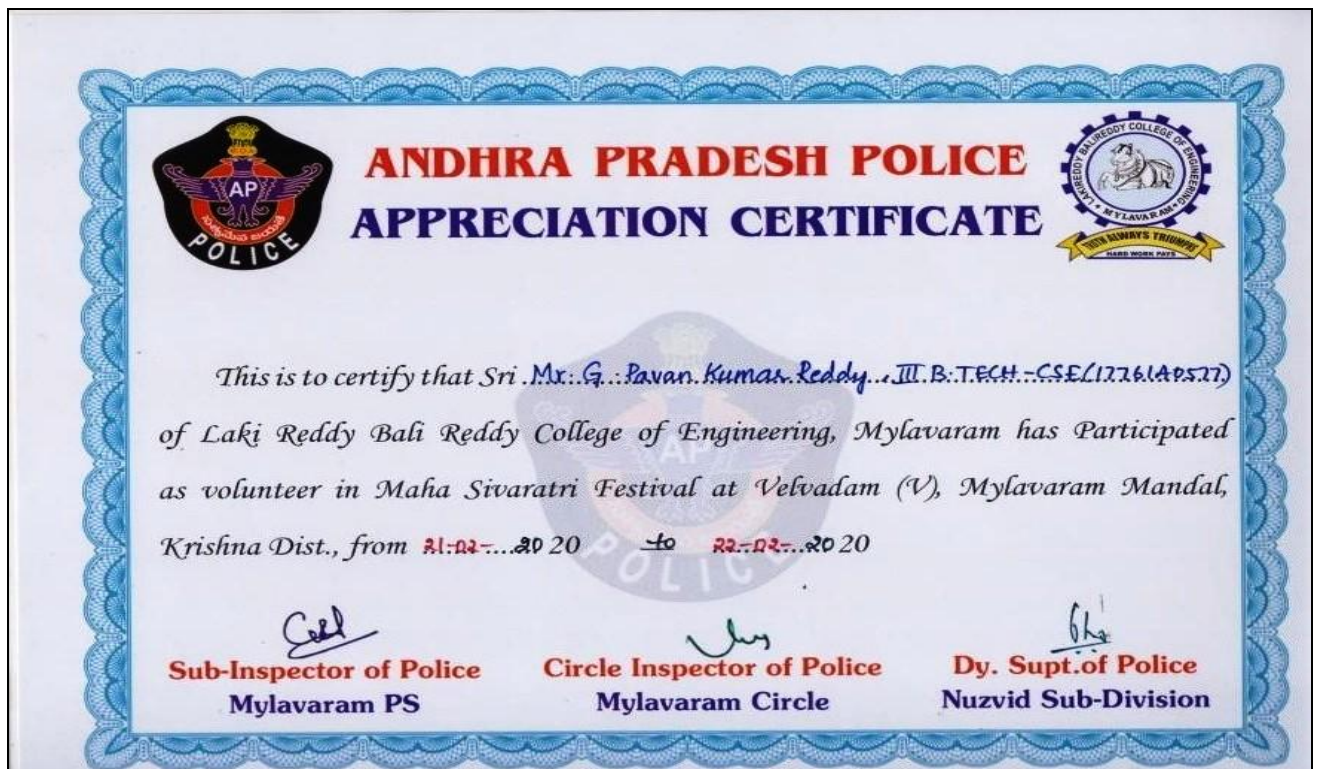 ANDHRA PRADESH POLICE
APPRECIATION CERTIFICATE
AP
POLICE
LAKIREDDY BALIREDDY COLLEGE OF ENGINEERING
MYLAVARAM
TRUTH ALWAYS TRIUMPHS
HARD WORK PAYS
This is to certify that Sri Mr. G. Pavan Kumar Reddy, III B.TECH-CSE(17761A0577)
of Laki Reddy Bali Reddy College of Engineering, Mylavaram has Participated
as volunteer in Maha Sivaratri Festival at Velvadam (V), Mylavaram Mandal,
Krishna Dist., from 21-02-2020 to 22-02-2020
AP
POLICE
Sub-Inspector of Police
Mylavaram PS
Circle Inspector of Police
Mylavaram Circle
Dy. Supt.of Police
Nuzvid Sub-Division